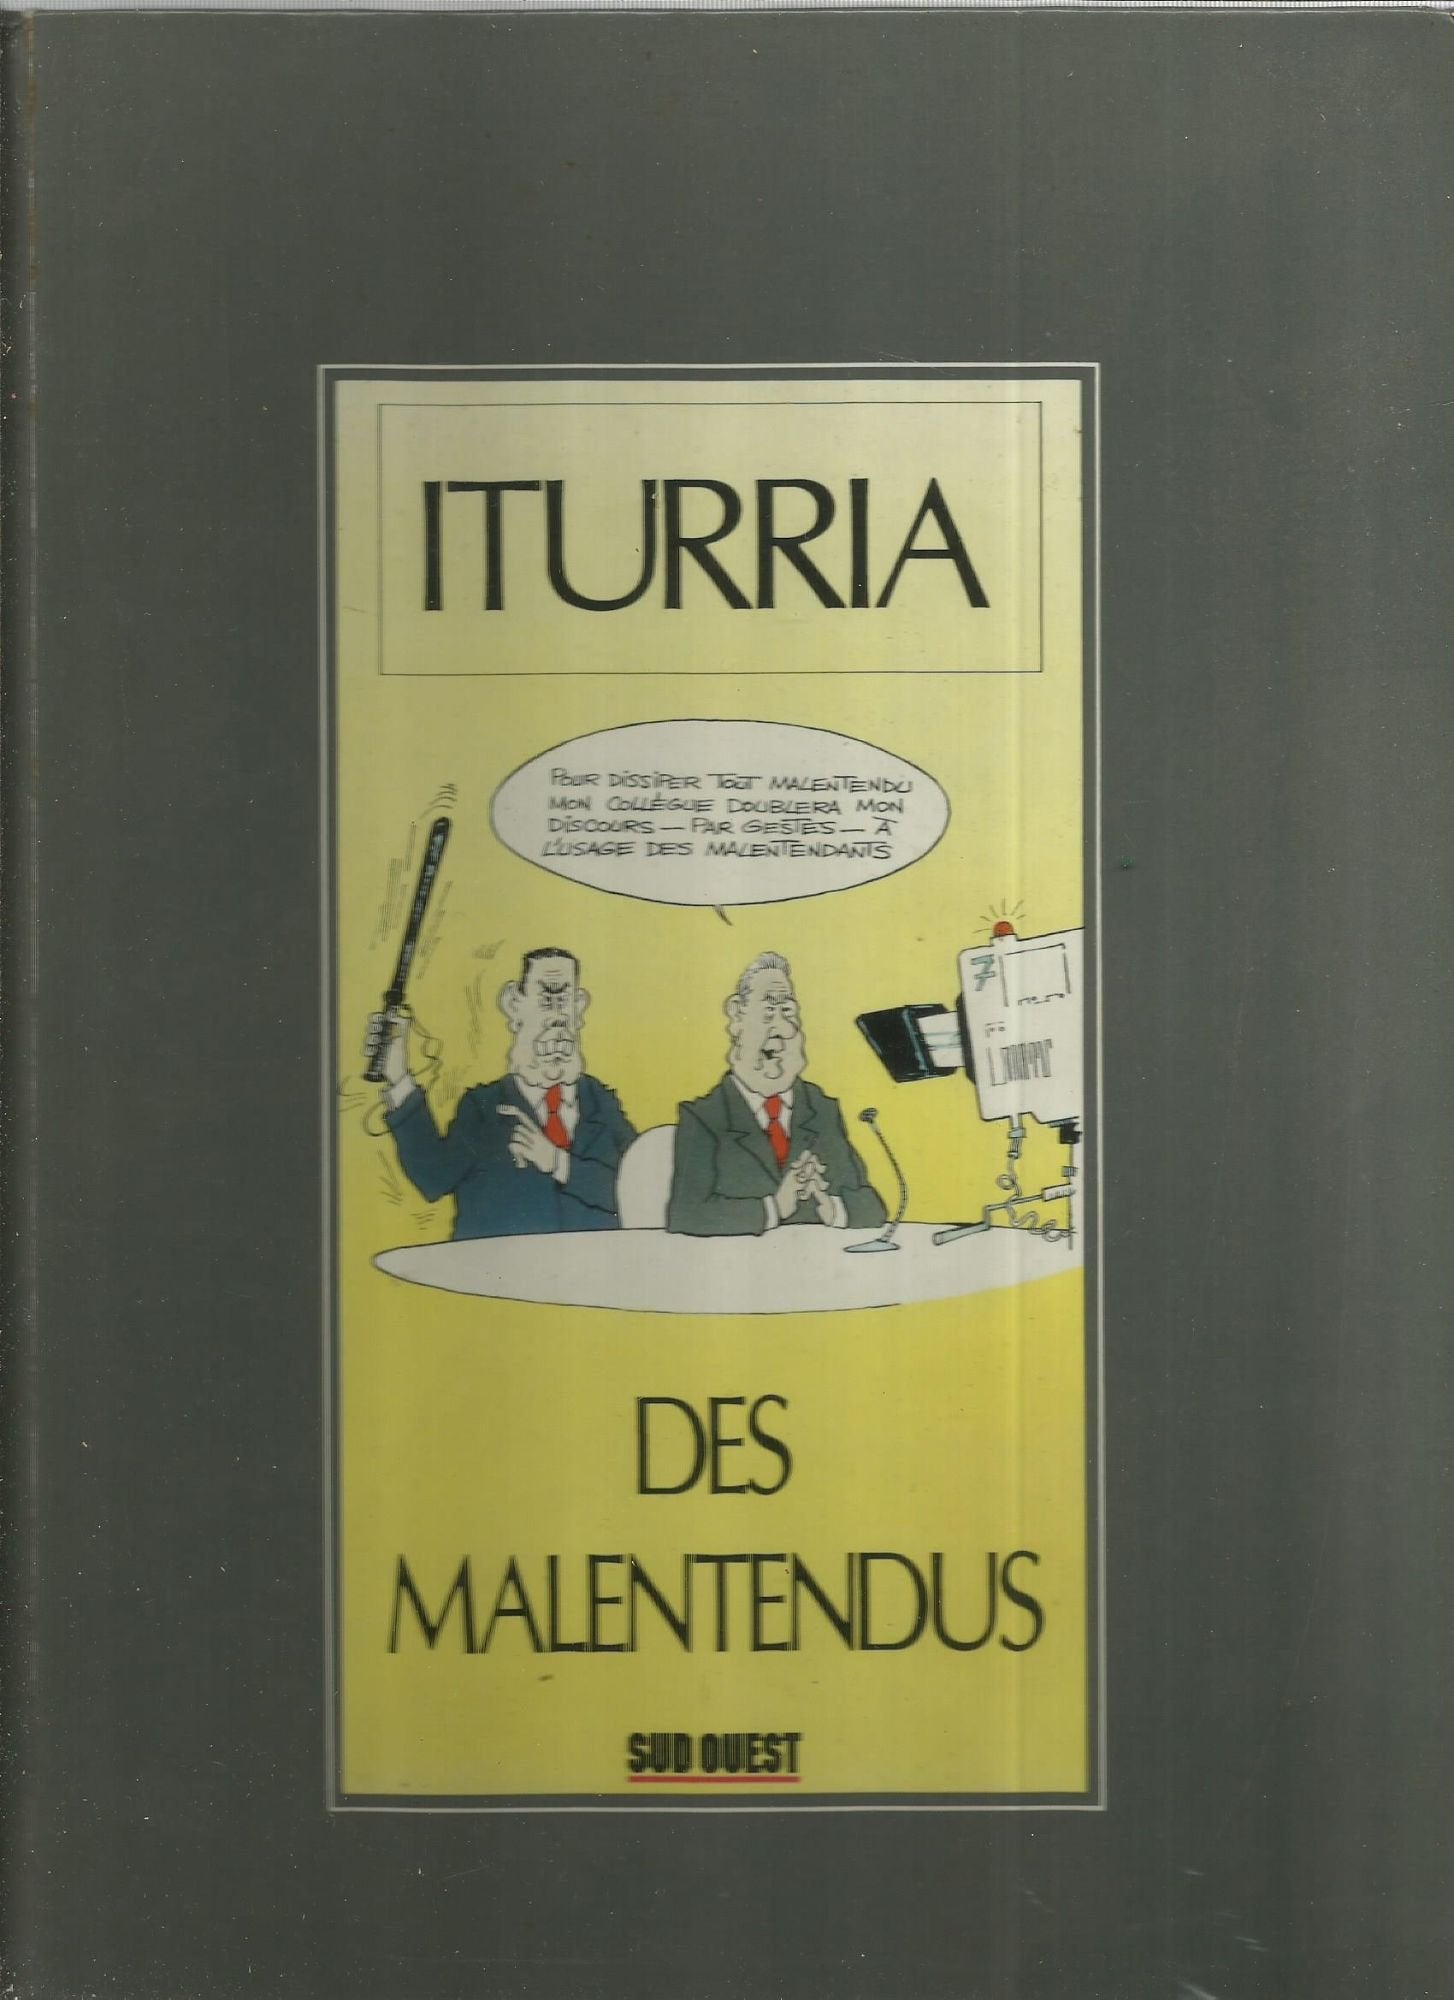 ITURRIA
POUR DISSIPER TOUT MALENTENDU
MON COLLÉGUE DOUBLERA MON
DISCOURS — PAR GESTES — À
L'USAGE DES MALENTENDANTS
7
DES
MALENTENDUS
SUD OUEST